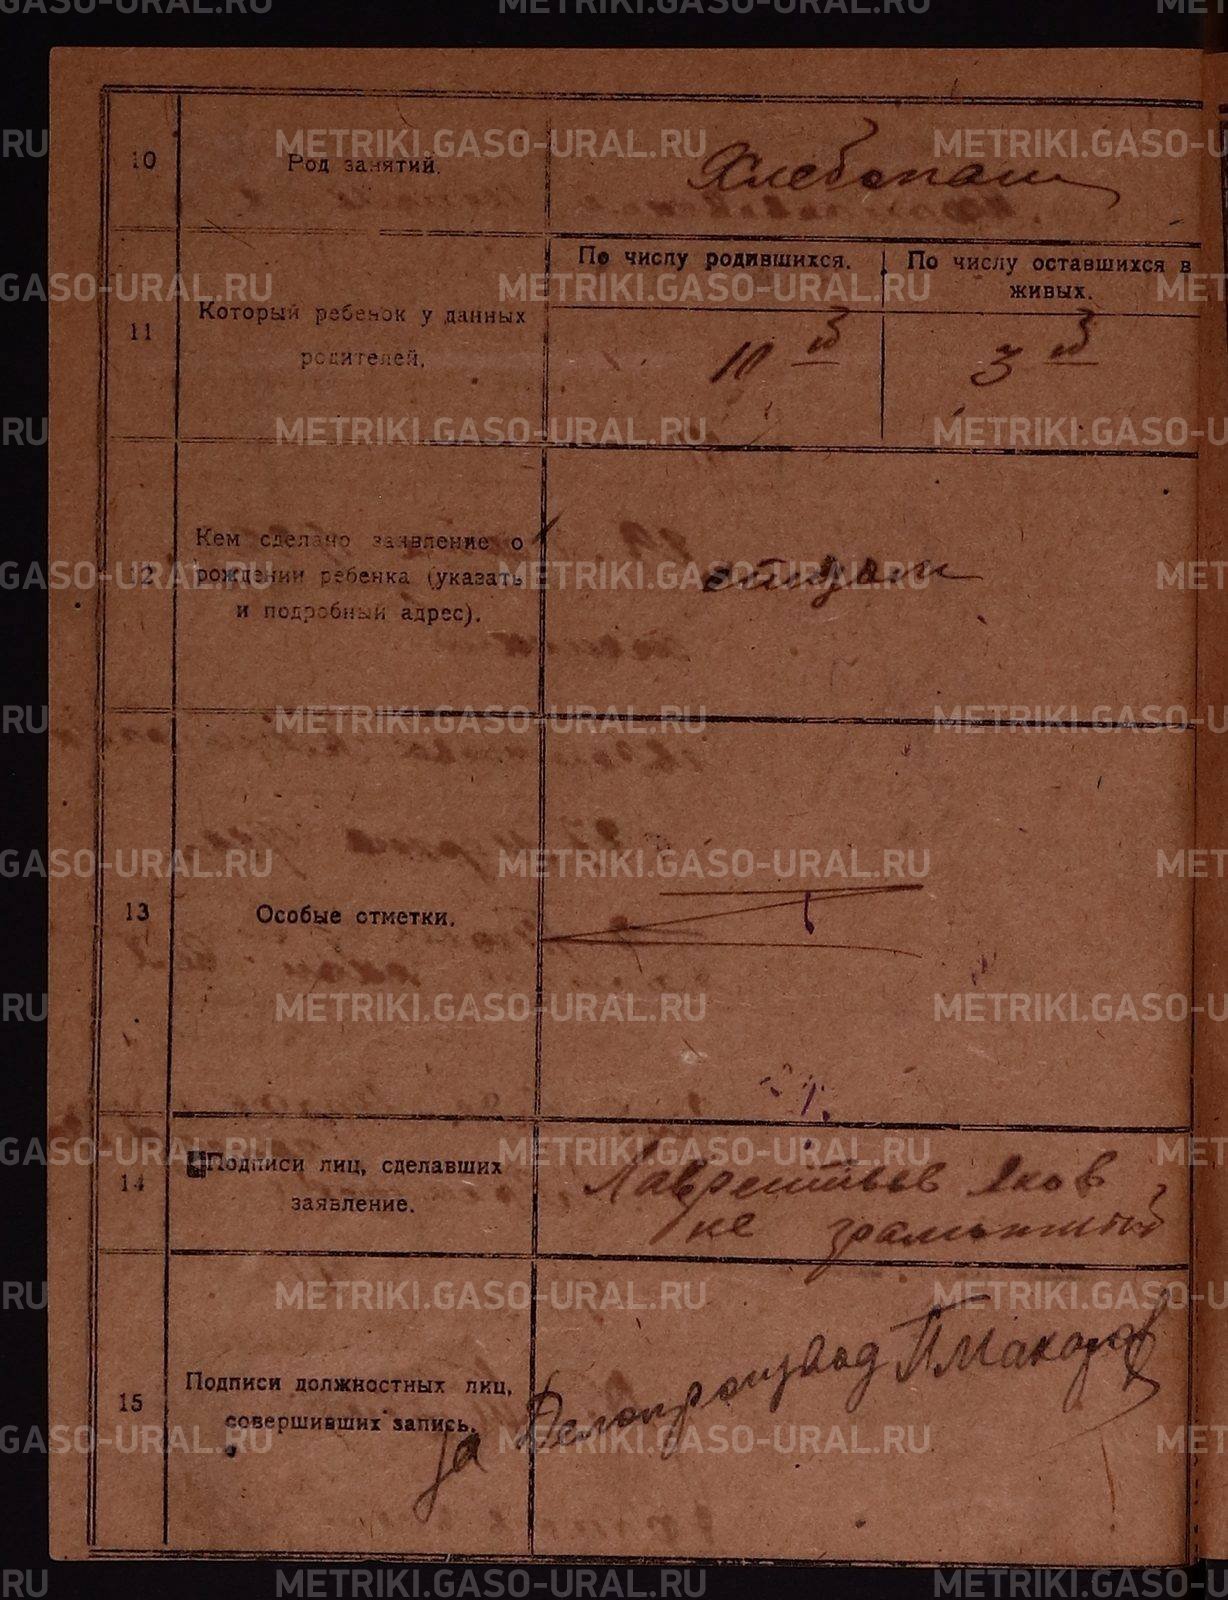 10
Род занятий.
Хлебопаш
По числу родившихся.
По числу оставшихся в
живых.
11
Который ребенок у данных
родителей.
10 й
3 й
12
Кем сделано заявление о
рождении ребенка (указать
и подробный адрес).
отцом
13
Особые отметки.
14
Подписи лиц, сделавших
заявление.
Лаврентьев Яков
не грамотный
15
Подписи должностных лиц,
совершивших запись.
за Делопроизвод П Макаров
METRIKI.GASO-URAL.RU